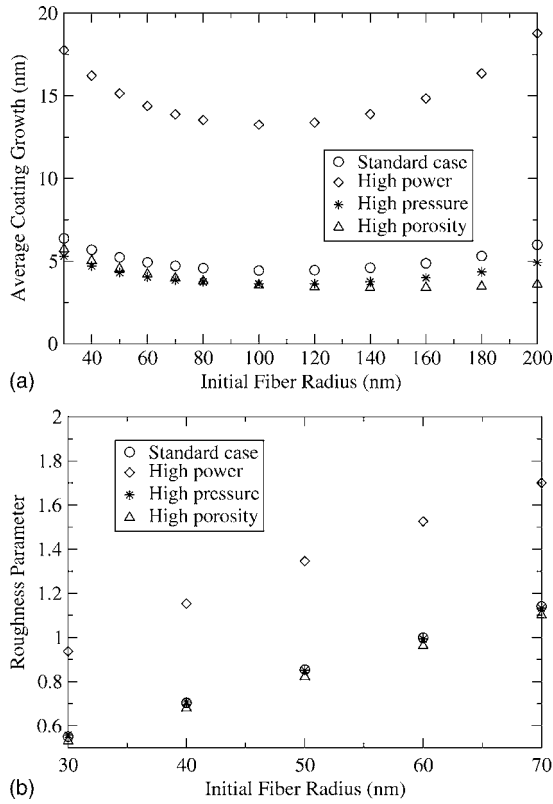 20
15
10
5
0
Average Coating Growth (nm)
Standard case
High power
High pressure
High porosity
40 60 80 100 120 140 160 180 200
(a)
Initial Fiber Radius (nm)
2
1.8
1.6
1.4
1.2
1
0.8
0.6
Roughness Parameter
Standard case
High power
High pressure
High porosity
30 40 50 60 70
(b)
Initial Fiber Radius (nm)